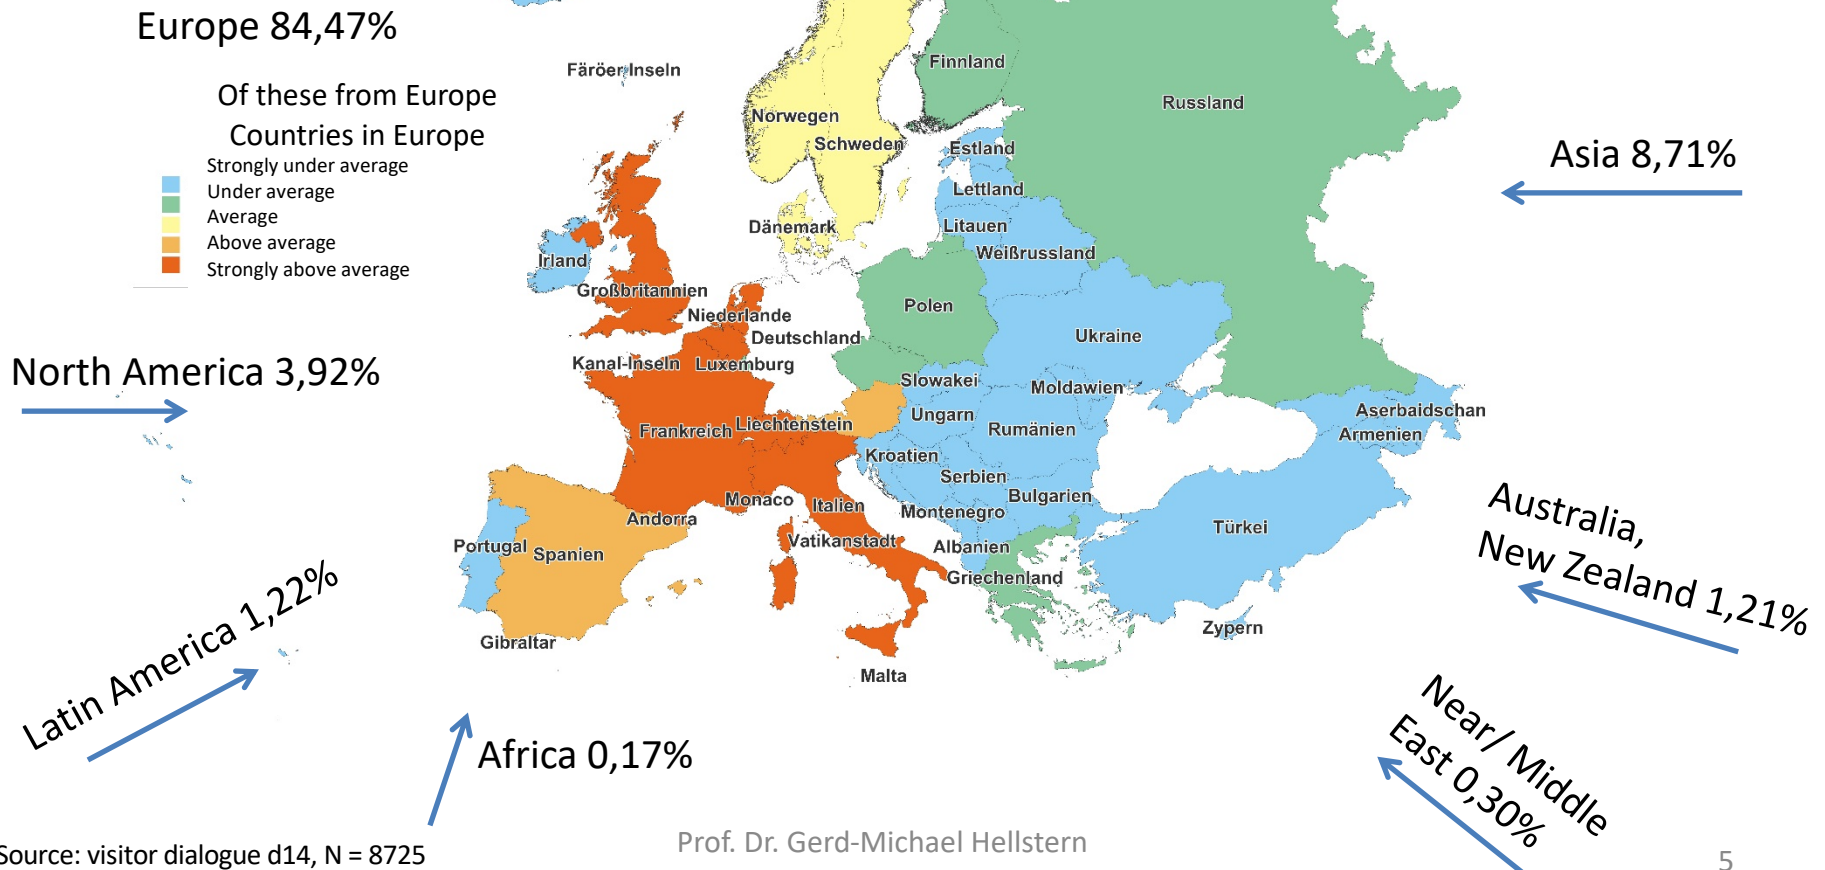 Europe 84,47%
Of these from Europe
Countries in Europe
Strongly under average
Under average
Average
Above average
Strongly above average
North America 3,92%
Latin America 1,22%
Africa 0,17%
Asia 8,71%
Australia,
New Zealand 1,21%
Near/ Middle
East 0,30%
Färöer-Inseln
Finnland
Russland
Norwegen
Schweden
Estland
Lettland
Dänemark
Litauen
Weißrussland
Irland
Großbritannien
Niederlande
Polen
Deutschland
Ukraine
Kanal-Inseln
Luxemburg
Slowakei
Moldawien
Ungarn
Aserbaidschan
Frankreich
Liechtenstein
Rumänien
Armenien
Kroatien
Serbien
Bulgarien
Monaco
Italien
Montenegro
Andorra
Türkei
Portugal
Spanien
Vatikanstadt
Albanien
Griechenland
Gibraltar
Zypern
Malta
Source: visitor dialogue d14, N = 8725
Prof. Dr. Gerd-Michael Hellstern
5